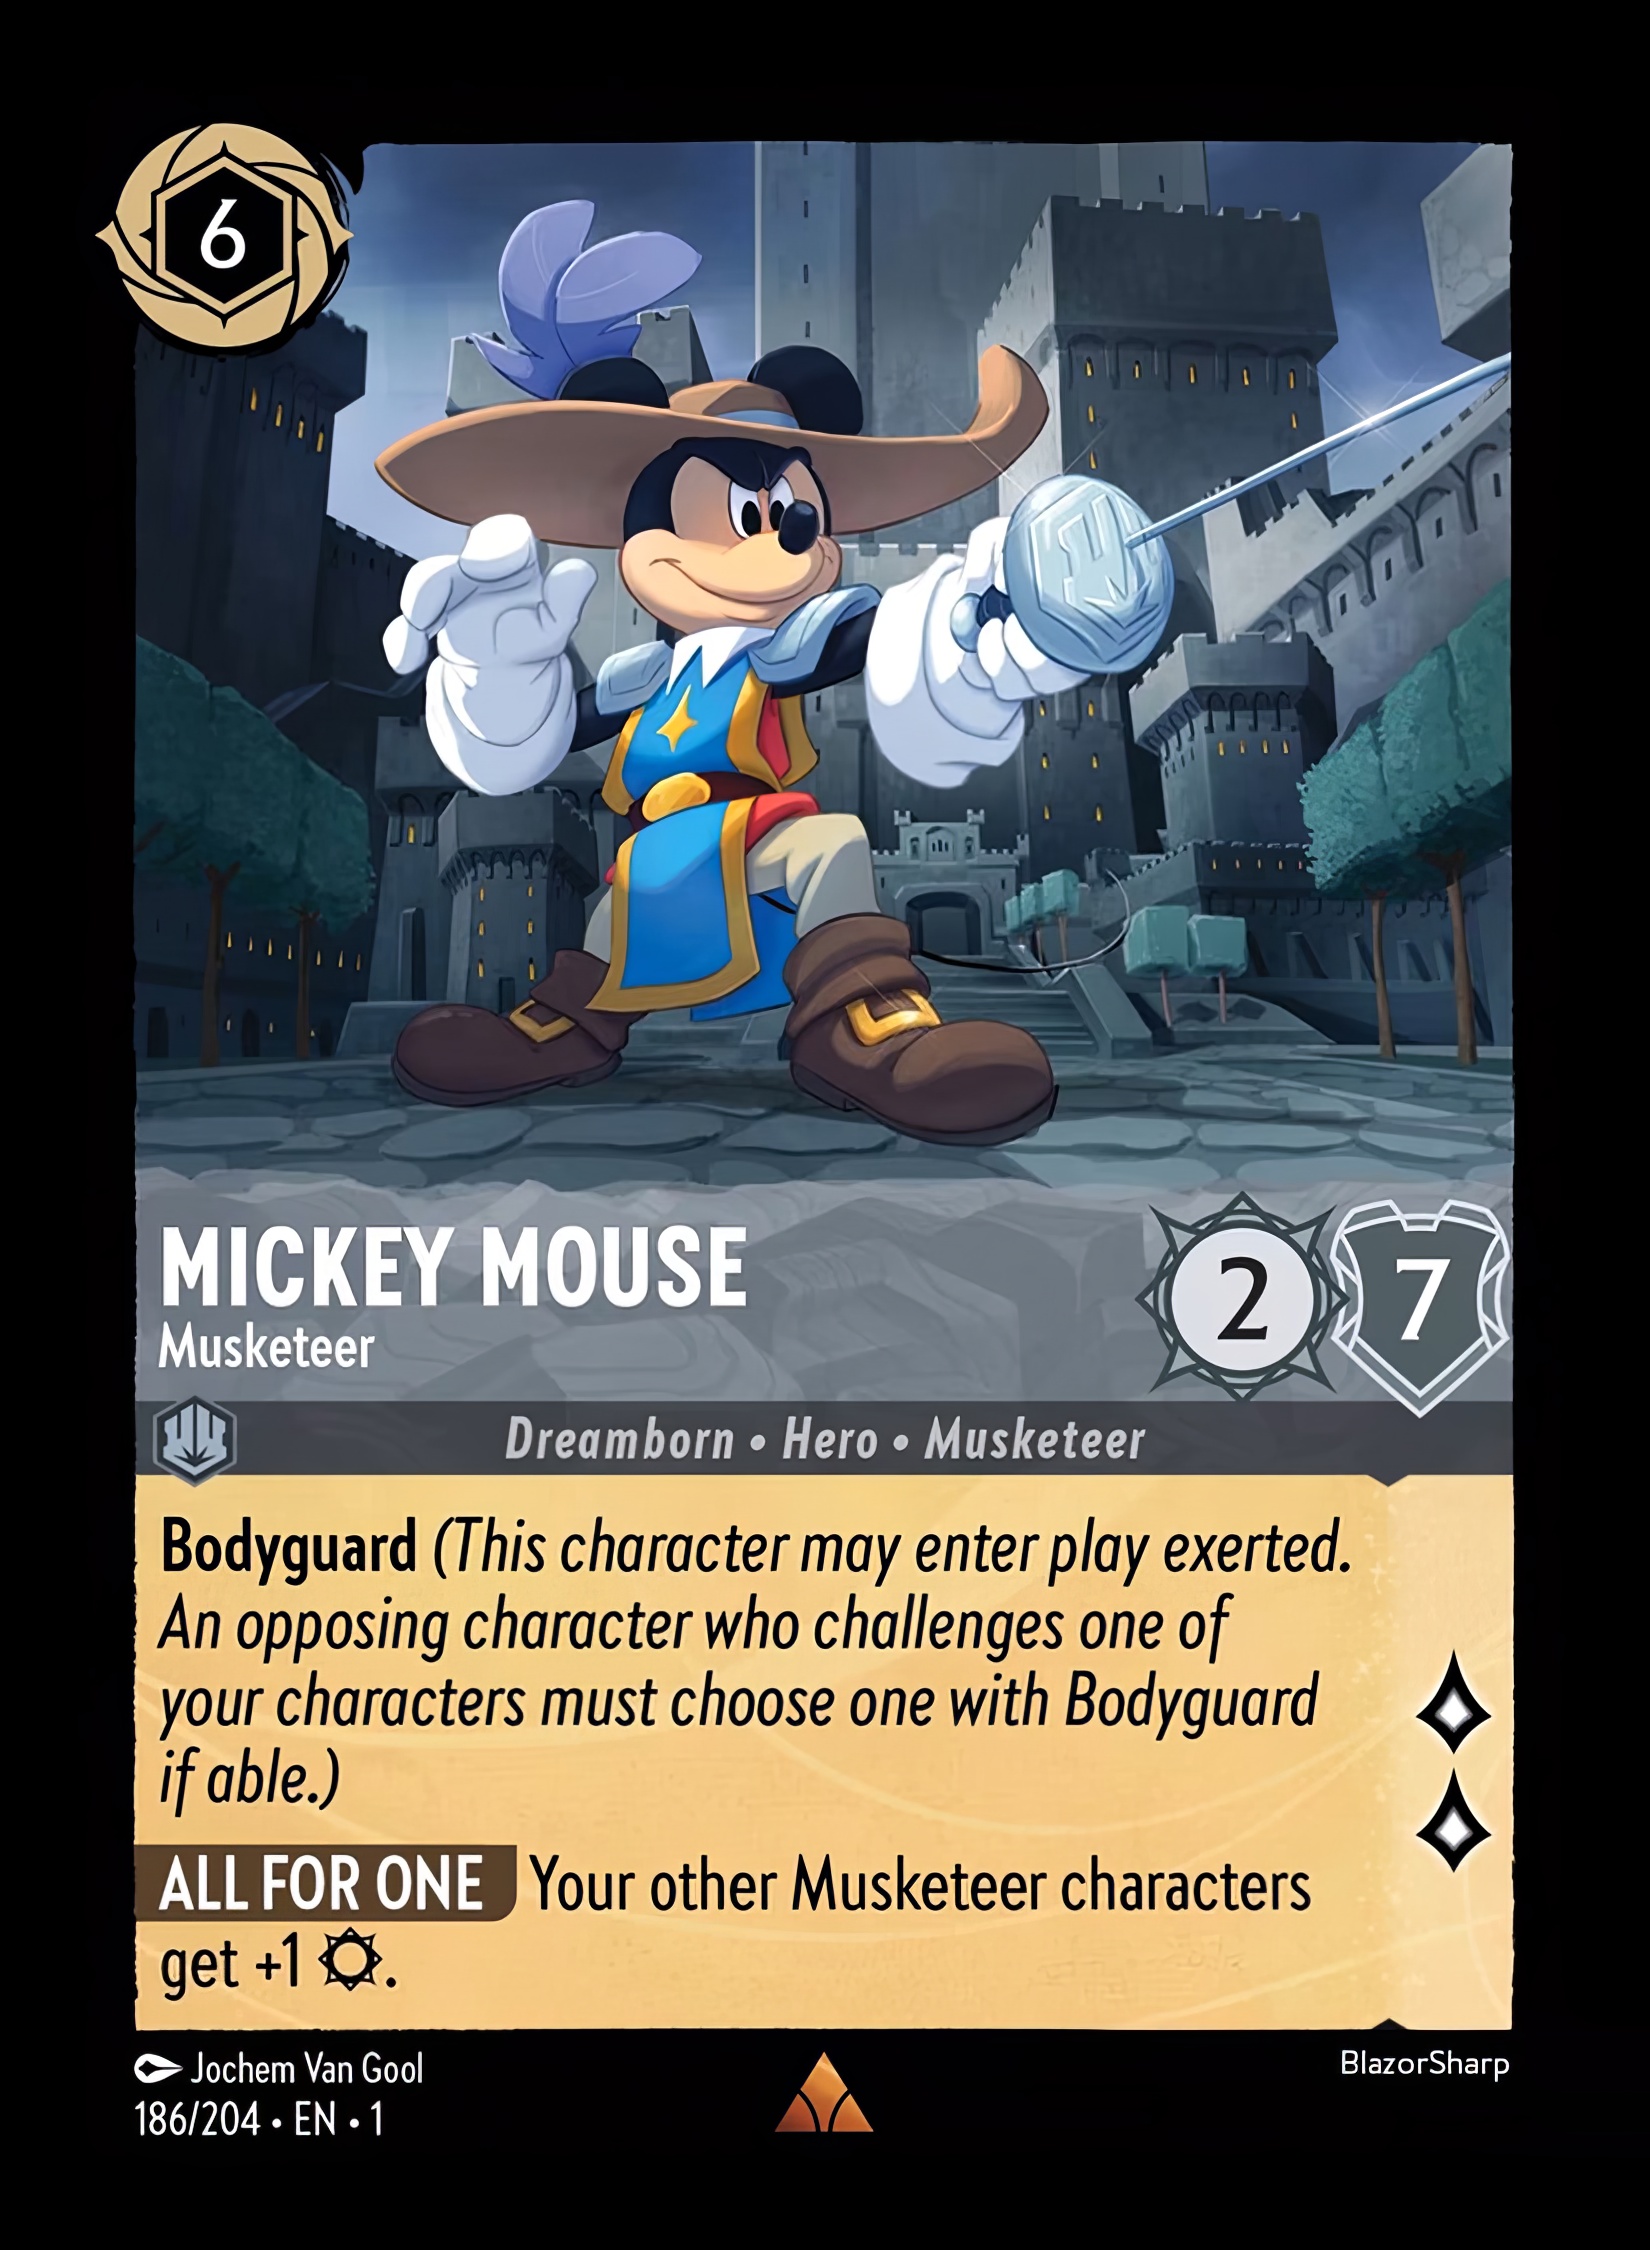 6
MICKEY MOUSE
Musketeer
2
7
Dreamborn • Hero • Musketeer
Bodyguard (This character may enter play exerted.
An opposing character who challenges one of
your characters must choose one with Bodyguard
if able.)
ALL FOR ONE Your other Musketeer characters
get +1 .
Jochem Van Gool
BlazorSharp
186/204 • EN • 1